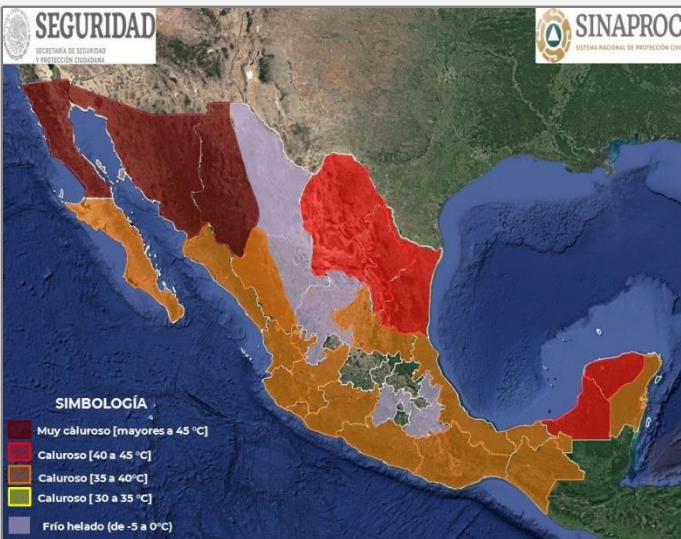 SEGURIDAD
SECRETARÍA DE SEGURIDAD
Y PROTECCIÓN CIUDADANA
SINAPROC
SISTEMA NACIONAL DE PROTECCIÓN CIVI
SIMBOLOGÍA
Muy cáluroso [mayores a 45 °C]
Caluroso [40 a 45 °C]
Caluroso [35 a 40°C]
Caluroso [ 30 a 35 °C]
Frío helado (de -5 a 0°C)